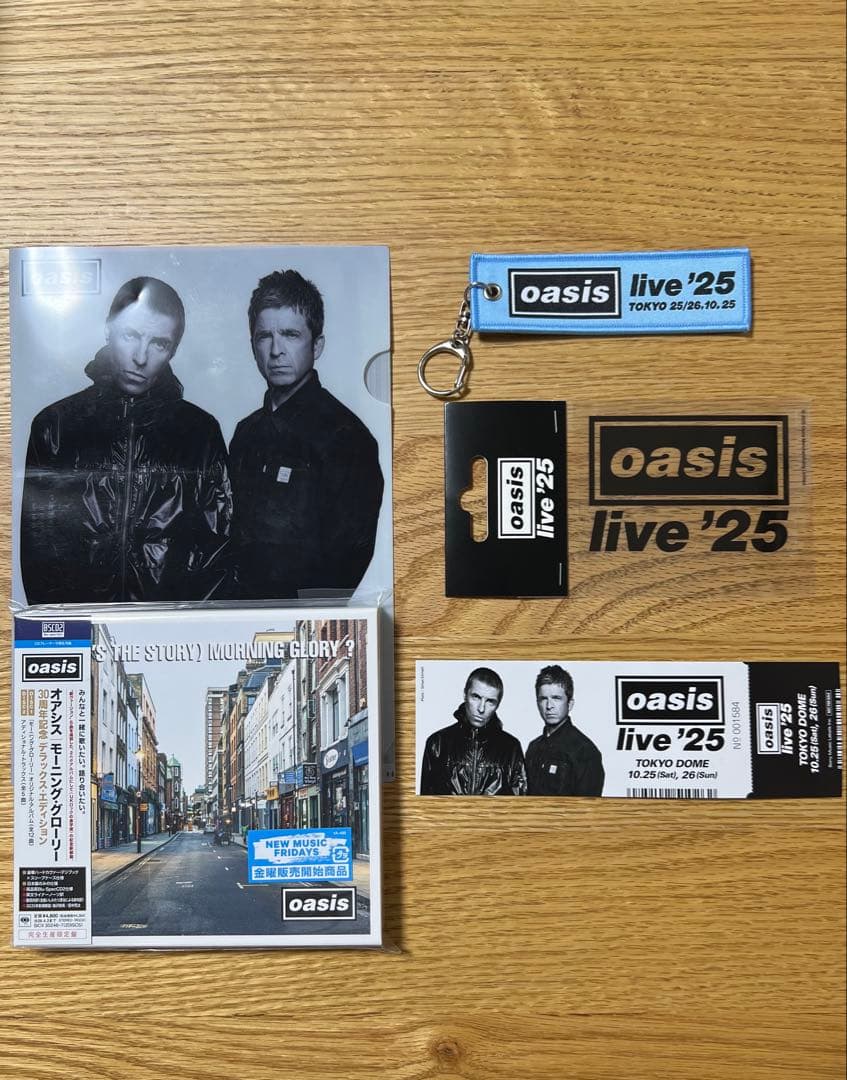 oasis
oasis
live '25
TOKYO 25/26.10.25
oasis
live '25
oasis
live '25
BSCD2
oasis
オアシス モーニング・グローリー
30周年記念 デラックス・エディション
みんなと一緒に歌いたい。語り合いたい。
'S THE STORY) MORNING GLORY ?
NEW MUSIC
FRIDAYS
金曜販売開始商品
oasis
完全生産限定盤
oasis
live '25
TOKYO DOME
10.25(Sat), 26(Sun)
No 001584
oasis
live '25
TOKYO DOME
10.25(Sat), 26(Sun)